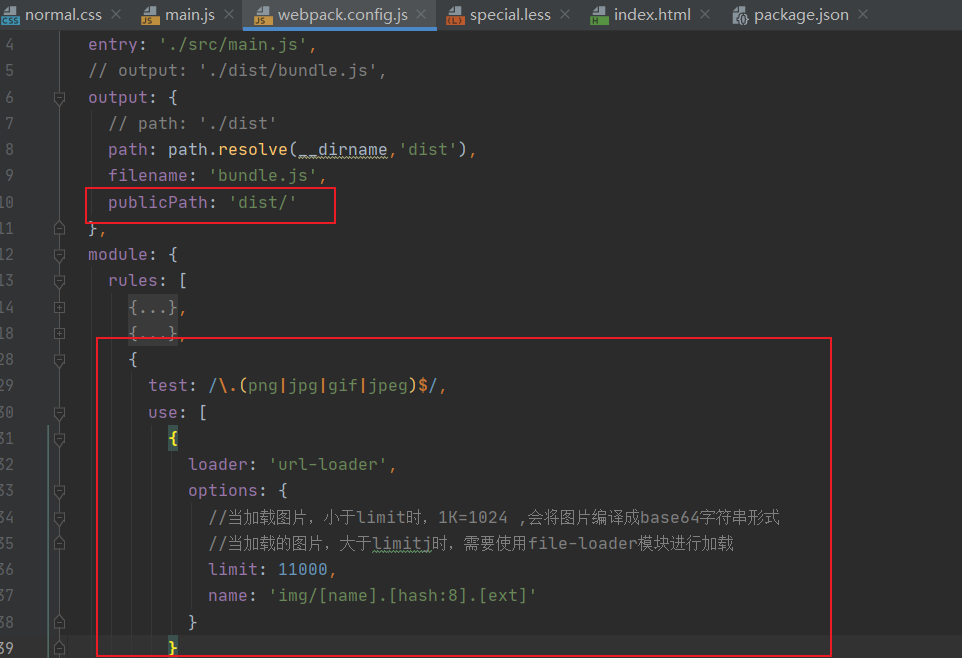 normal.css × main.js × webpack.config.js × special.less × index.html × package.json ×
4 entry: './src/main.js',
5 // output: './dist/bundle.js',
6 output: {
7 // path: './dist'
8 path: path.resolve(__dirname,'dist'),
9 filename: 'bundle.js',
10 publicPath: 'dist/'
11 },
12 module: {
13 rules: [
14 {...},
18 {...},
28 {
29 test: /\.(png|jpg|gif|jpeg)$/,
30 use: [
31 {
32 loader: 'url-loader',
33 options: {
34 //当加载图片，小于limit时，1K=1024 ,会将图片编译成base64字符串形式
35 //当加载的图片，大于limitj时，需要使用file-loader模块进行加载
36 limit: 11000,
37 name: 'img/[name].[hash:8].[ext]'
38 }
39 }